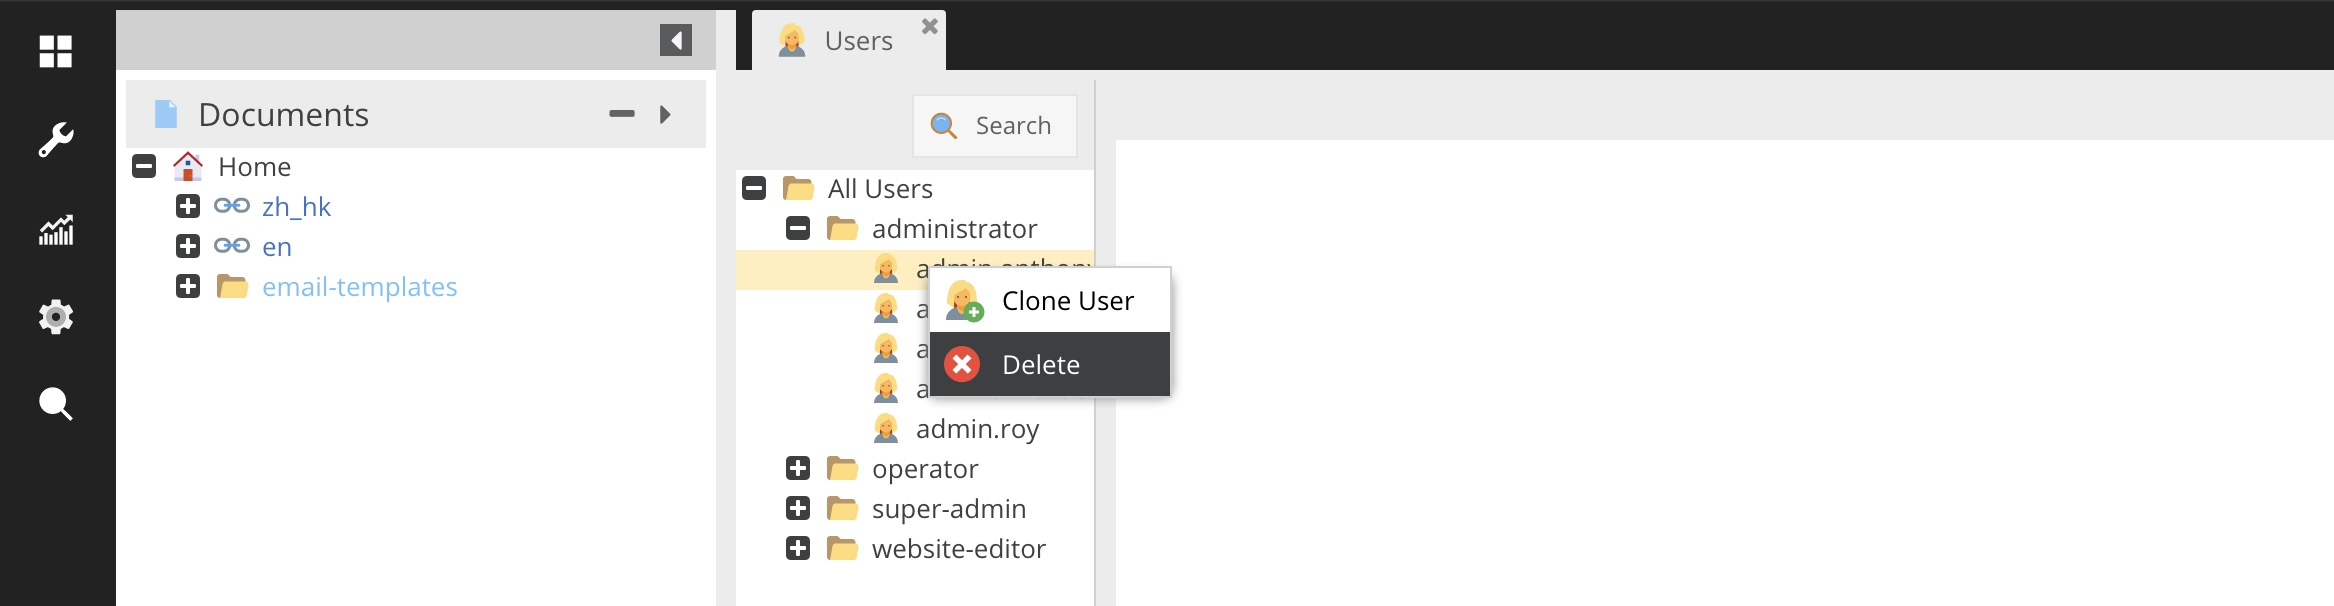 Users
Documents
Search
Home
zh_hk
en
email-templates
All Users
administrator
Clone User
Delete
admin.roy
operator
super-admin
website-editor